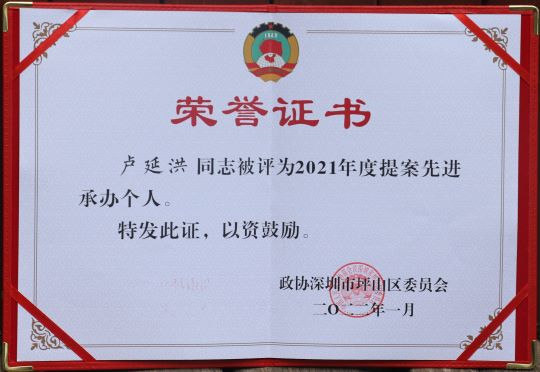 荣誉证书
卢延洪 同志被评为2021年度提案先进
承办个人。
特发此证，以资鼓励。
政协深圳市坪山区委员会
二〇二二年一月